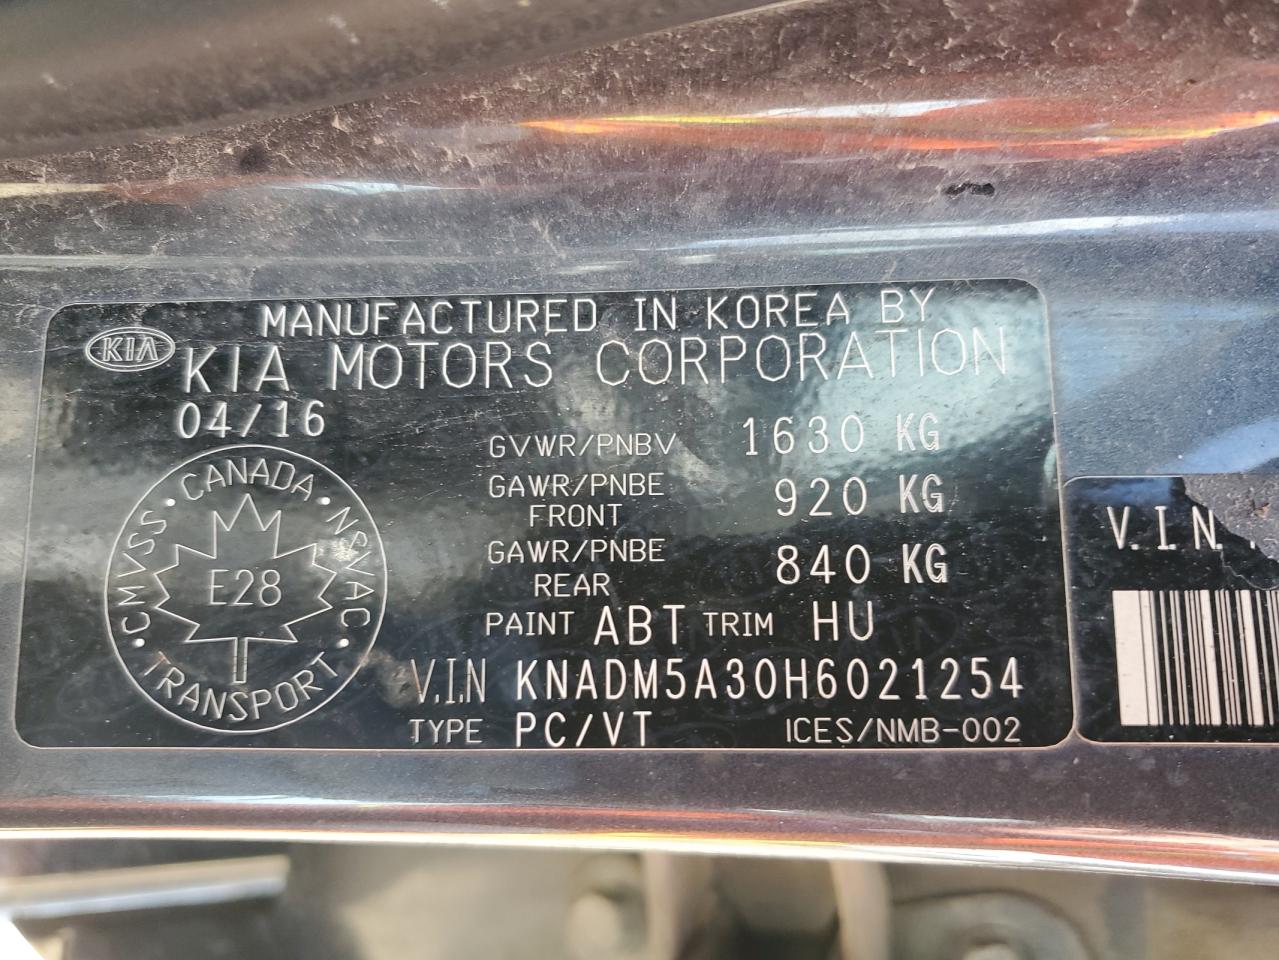 MANUFACTURED IN KOREA BY
KIA
KIA MOTORS CORPORATION
04/16
GVWR/PNBV 1630 KG
GAWR/PNBE FRONT 920 KG
GAWR/PNBE REAR 840 KG
PAINT ABT TRIM HU
V.I.N KNADM5A30H6021254
TYPE PC/VT ICES/NMB-002
CMVSS · CANADA · NSVAC
E28
· TRANSPORT ·
V.I.N.